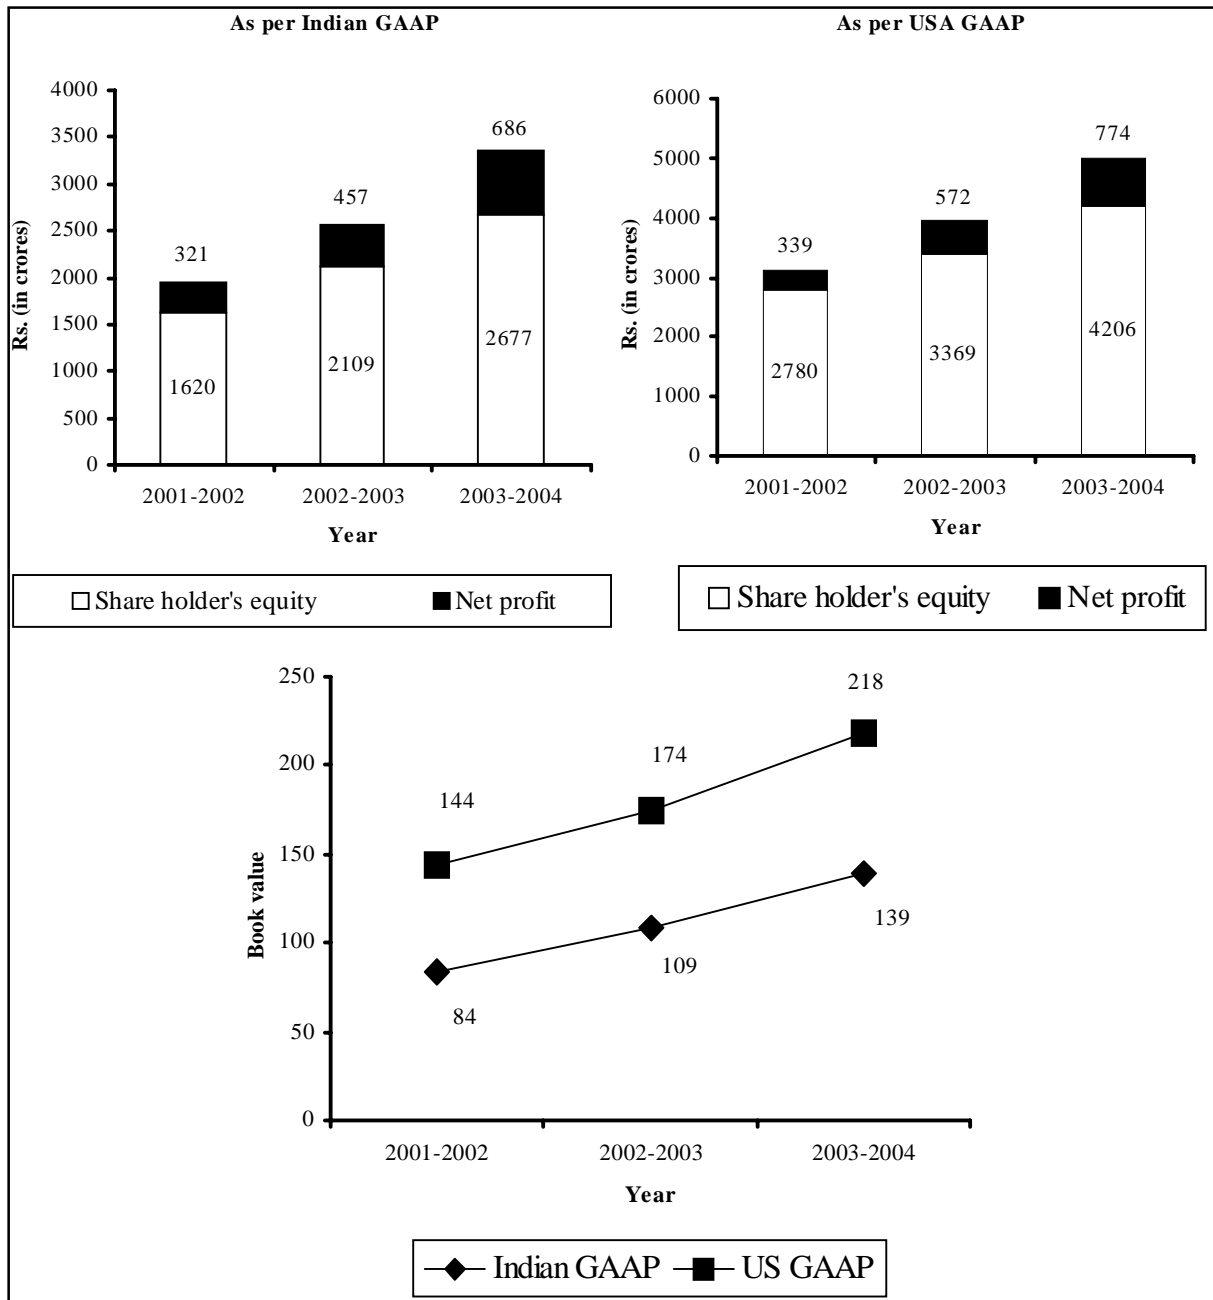 As per Indian GAAP
4000
3500
3000
2500
2000
1500
1000
500
0
Rs. (in crores)
321
457
686
1620
2109
2677
2001-2002 2002-2003 2003-2004
Year
Share holder's equity Net profit
As per USA GAAP
6000
5000
4000
3000
2000
1000
0
Rs. (in crores)
339
572
774
2780
3369
4206
2001-2002 2002-2003 2003-2004
Year
Share holder's equity Net profit
250
200
150
100
50
0
Book value
144
174
218
84
109
139
2001-2002 2002-2003 2003-2004
Year
Indian GAAP US GAAP